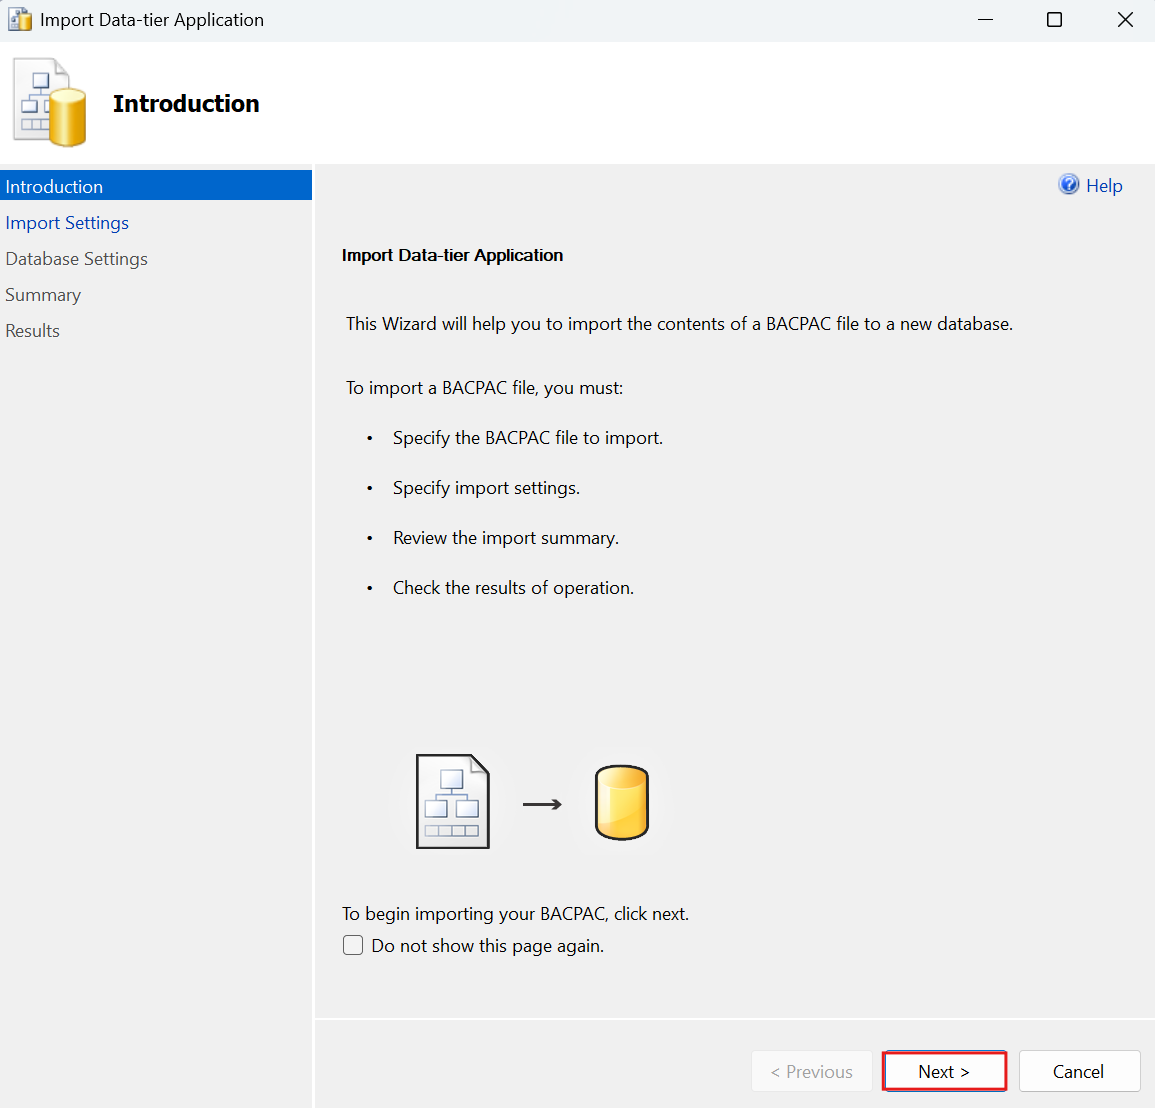 Import Data-tier Application
Introduction
Introduction
Import Settings
Database Settings
Summary
Results
Help
Import Data-tier Application
This Wizard will help you to import the contents of a BACPAC file to a new database.
To import a BACPAC file, you must:
• Specify the BACPAC file to import.
• Specify import settings.
• Review the import summary.
• Check the results of operation.
To begin importing your BACPAC, click next.
Do not show this page again.
< Previous
Next >
Cancel